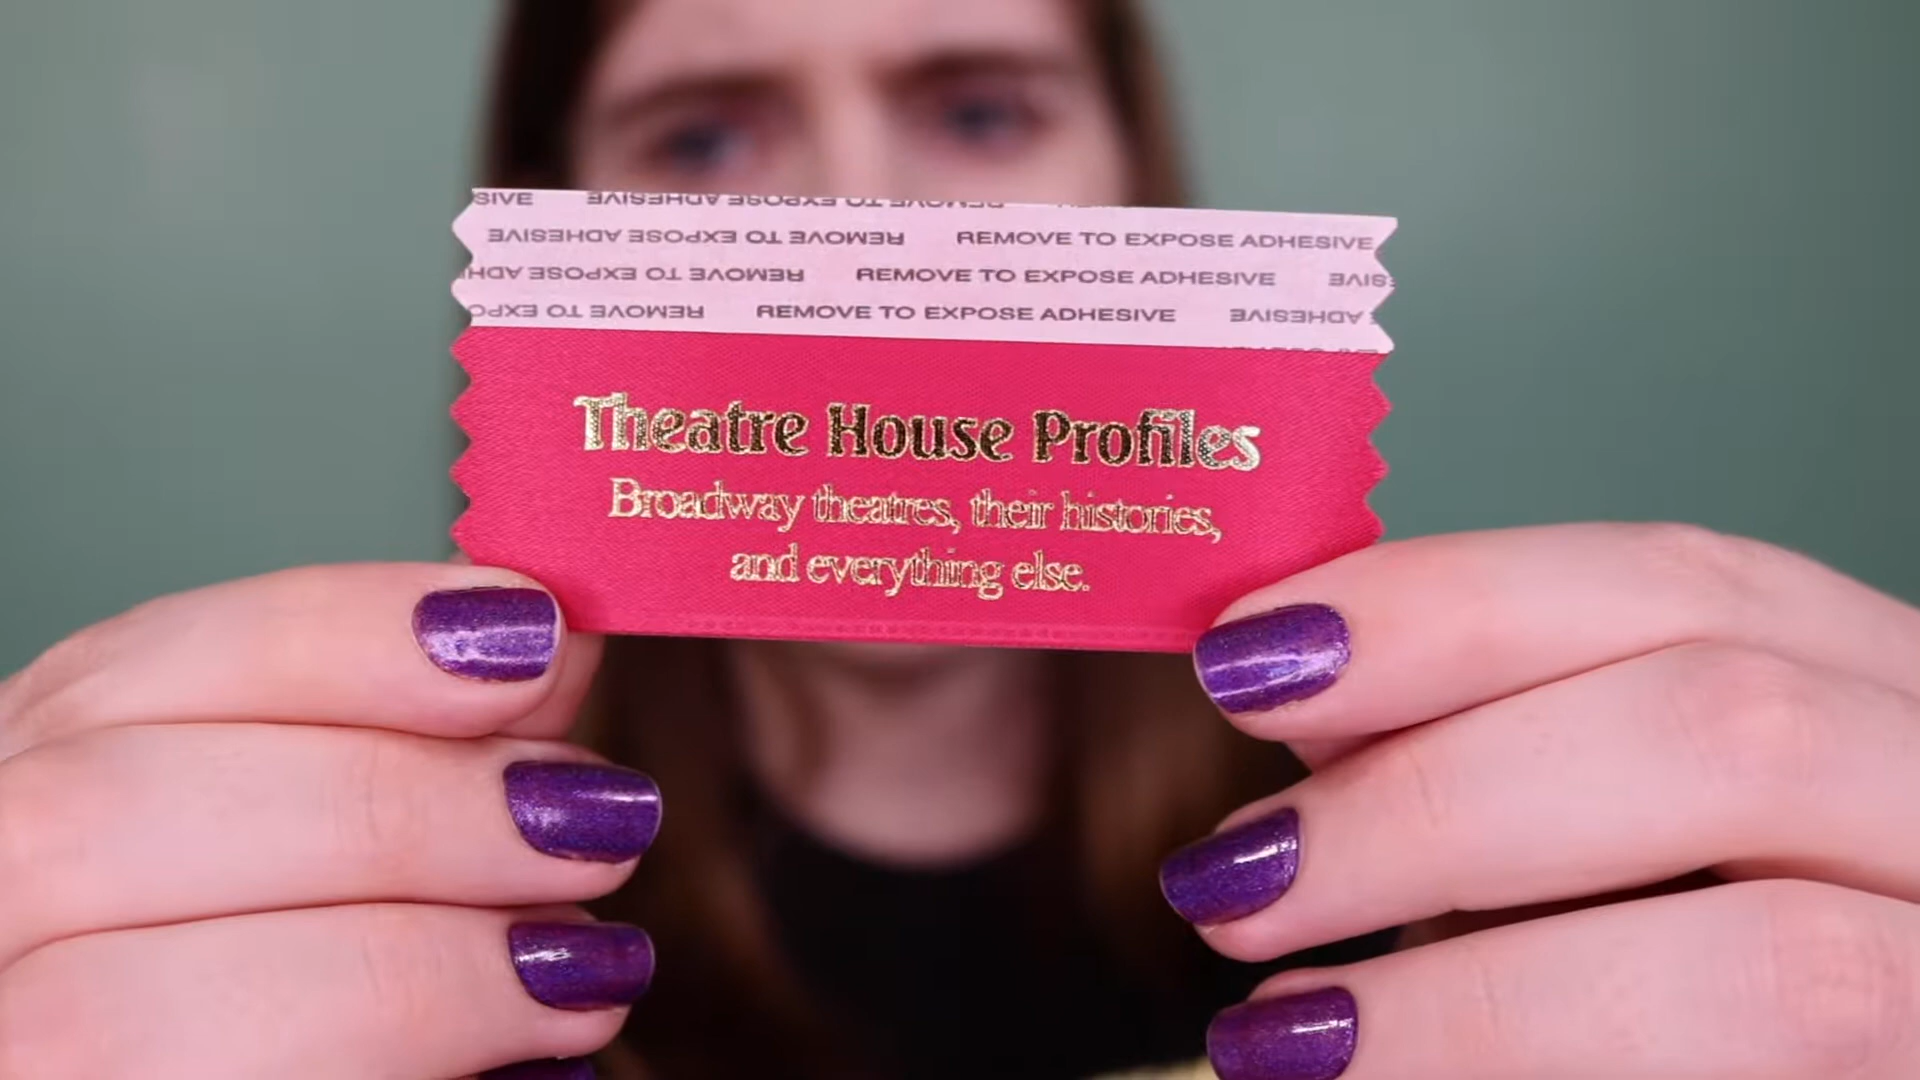 SIVE REMOVE TO EXPOSE ADHESIVE
REMOVE TO EXPOSE ADHESIVE REMOVE TO EXPOSE ADHESIVE
REMOVE TO EXPOSE ADHESIVE REMOVE TO EXPOSE ADHESIVE
REMOVE TO EXPOSE ADHESIVE
Theatre House Profiles
Broadway theatres, their histories,
and everything else.